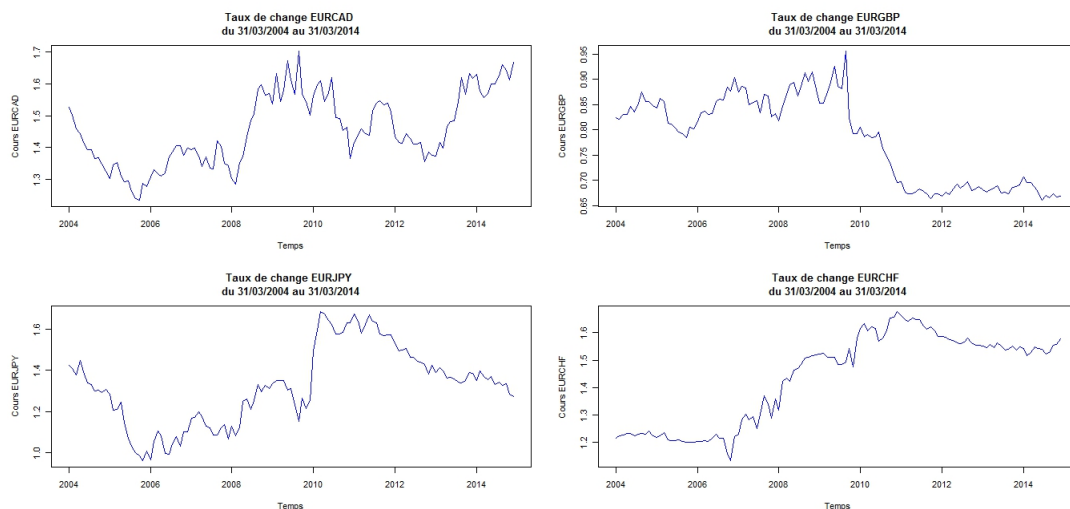 Taux de change EURCAD
du 31/03/2004 au 31/03/2014
Cours EURCAD
1.7
1.6
1.5
1.4
1.3
2004 2006 2008 2010 2012 2014
Temps
Taux de change EURGBP
du 31/03/2004 au 31/03/2014
Cours EURGBP
0.95
0.90
0.85
0.80
0.75
0.70
0.65
2004 2006 2008 2010 2012 2014
Temps
Taux de change EURJPY
du 31/03/2004 au 31/03/2014
Cours EURJPY
1.6
1.4
1.2
1.0
2004 2006 2008 2010 2012 2014
Temps
Taux de change EURCHF
du 31/03/2004 au 31/03/2014
Cours EURCHF
1.6
1.5
1.4
1.3
1.2
2004 2006 2008 2010 2012 2014
Temps